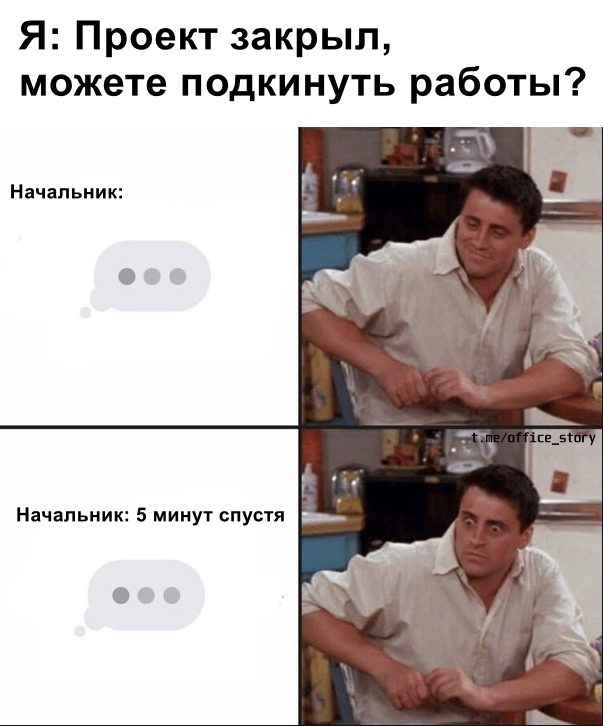 Я: Проект закрыл,
можете подкинуть работы?
Начальник:
t.me/office_story
Начальник: 5 минут спустя